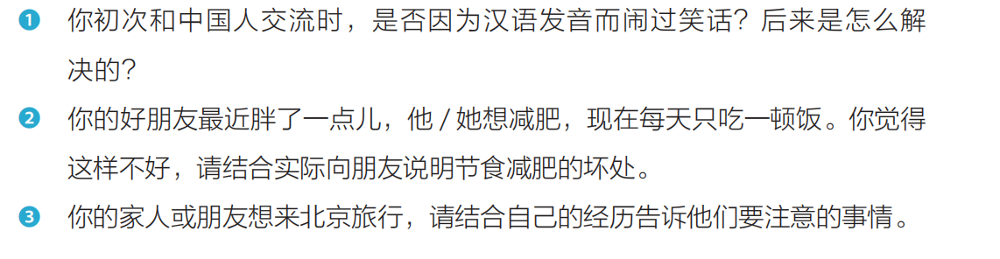 1 你初次和中国人交流时，是否因为汉语发音而闹过笑话？后来是怎么解
决的？
2 你的好朋友最近胖了一点儿，他 / 她想减肥，现在每天只吃一顿饭。你觉得
这样不好，请结合实际向朋友说明节食减肥的坏处。
3 你的家人或朋友想来北京旅行，请结合自己的经历告诉他们要注意的事情。